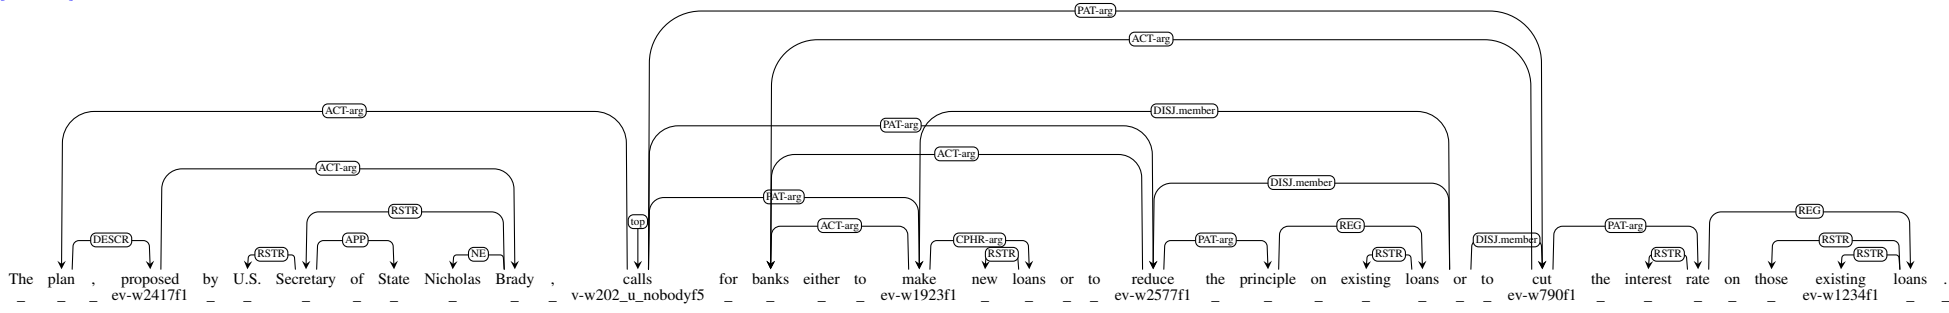 PAT-arg
ACT-arg
ACT-arg DISJ.member
PAT-arg
ACT-arg
ACT-arg
DISJ.member
PAT-arg
RSTR REG
top
ACT-arg REG PAT-arg
DESCR APP CPHR-arg PAT-arg DISJ.member RSTR
RSTR NE RSTR RSTR RSTR RSTR
The plan , proposed by U.S. Secretary of State Nicholas Brady , calls for banks either to make new loans or to reduce the principle on existing loans or to cut the interest rate on those existing loans .
_ _ _ ev-w2417f1 _ _ _ _ _ _ _ _ v-w202_u_nobodyf5 _ _ _ _ ev-w1923f1 _ _ _ _ ev-w2577f1 _ _ _ _ _ _ _ ev-w790f1 _ _ _ _ _ ev-w1234f1 _ _